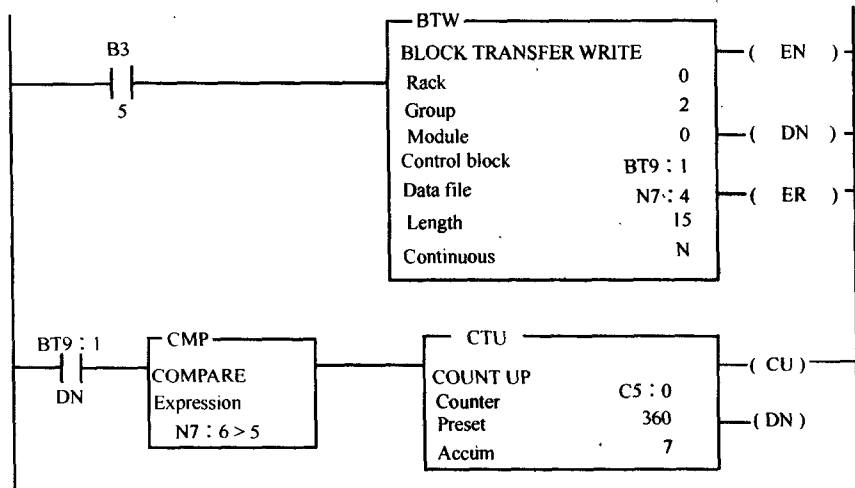 B3
5
BTW
BLOCK TRANSFER WRITE
Rack 0
Group 2
Module 0
Control block BT9 : 1
Data file N7 : 4
Length 15
Continuous N
( EN )
( DN )
( ER )
BT9 : 1
DN
CMP
COMPARE
Expression
N7 : 6 > 5
CTU
COUNT UP
Counter C5 : 0
Preset 360
Accum 7
( CU )
( DN )